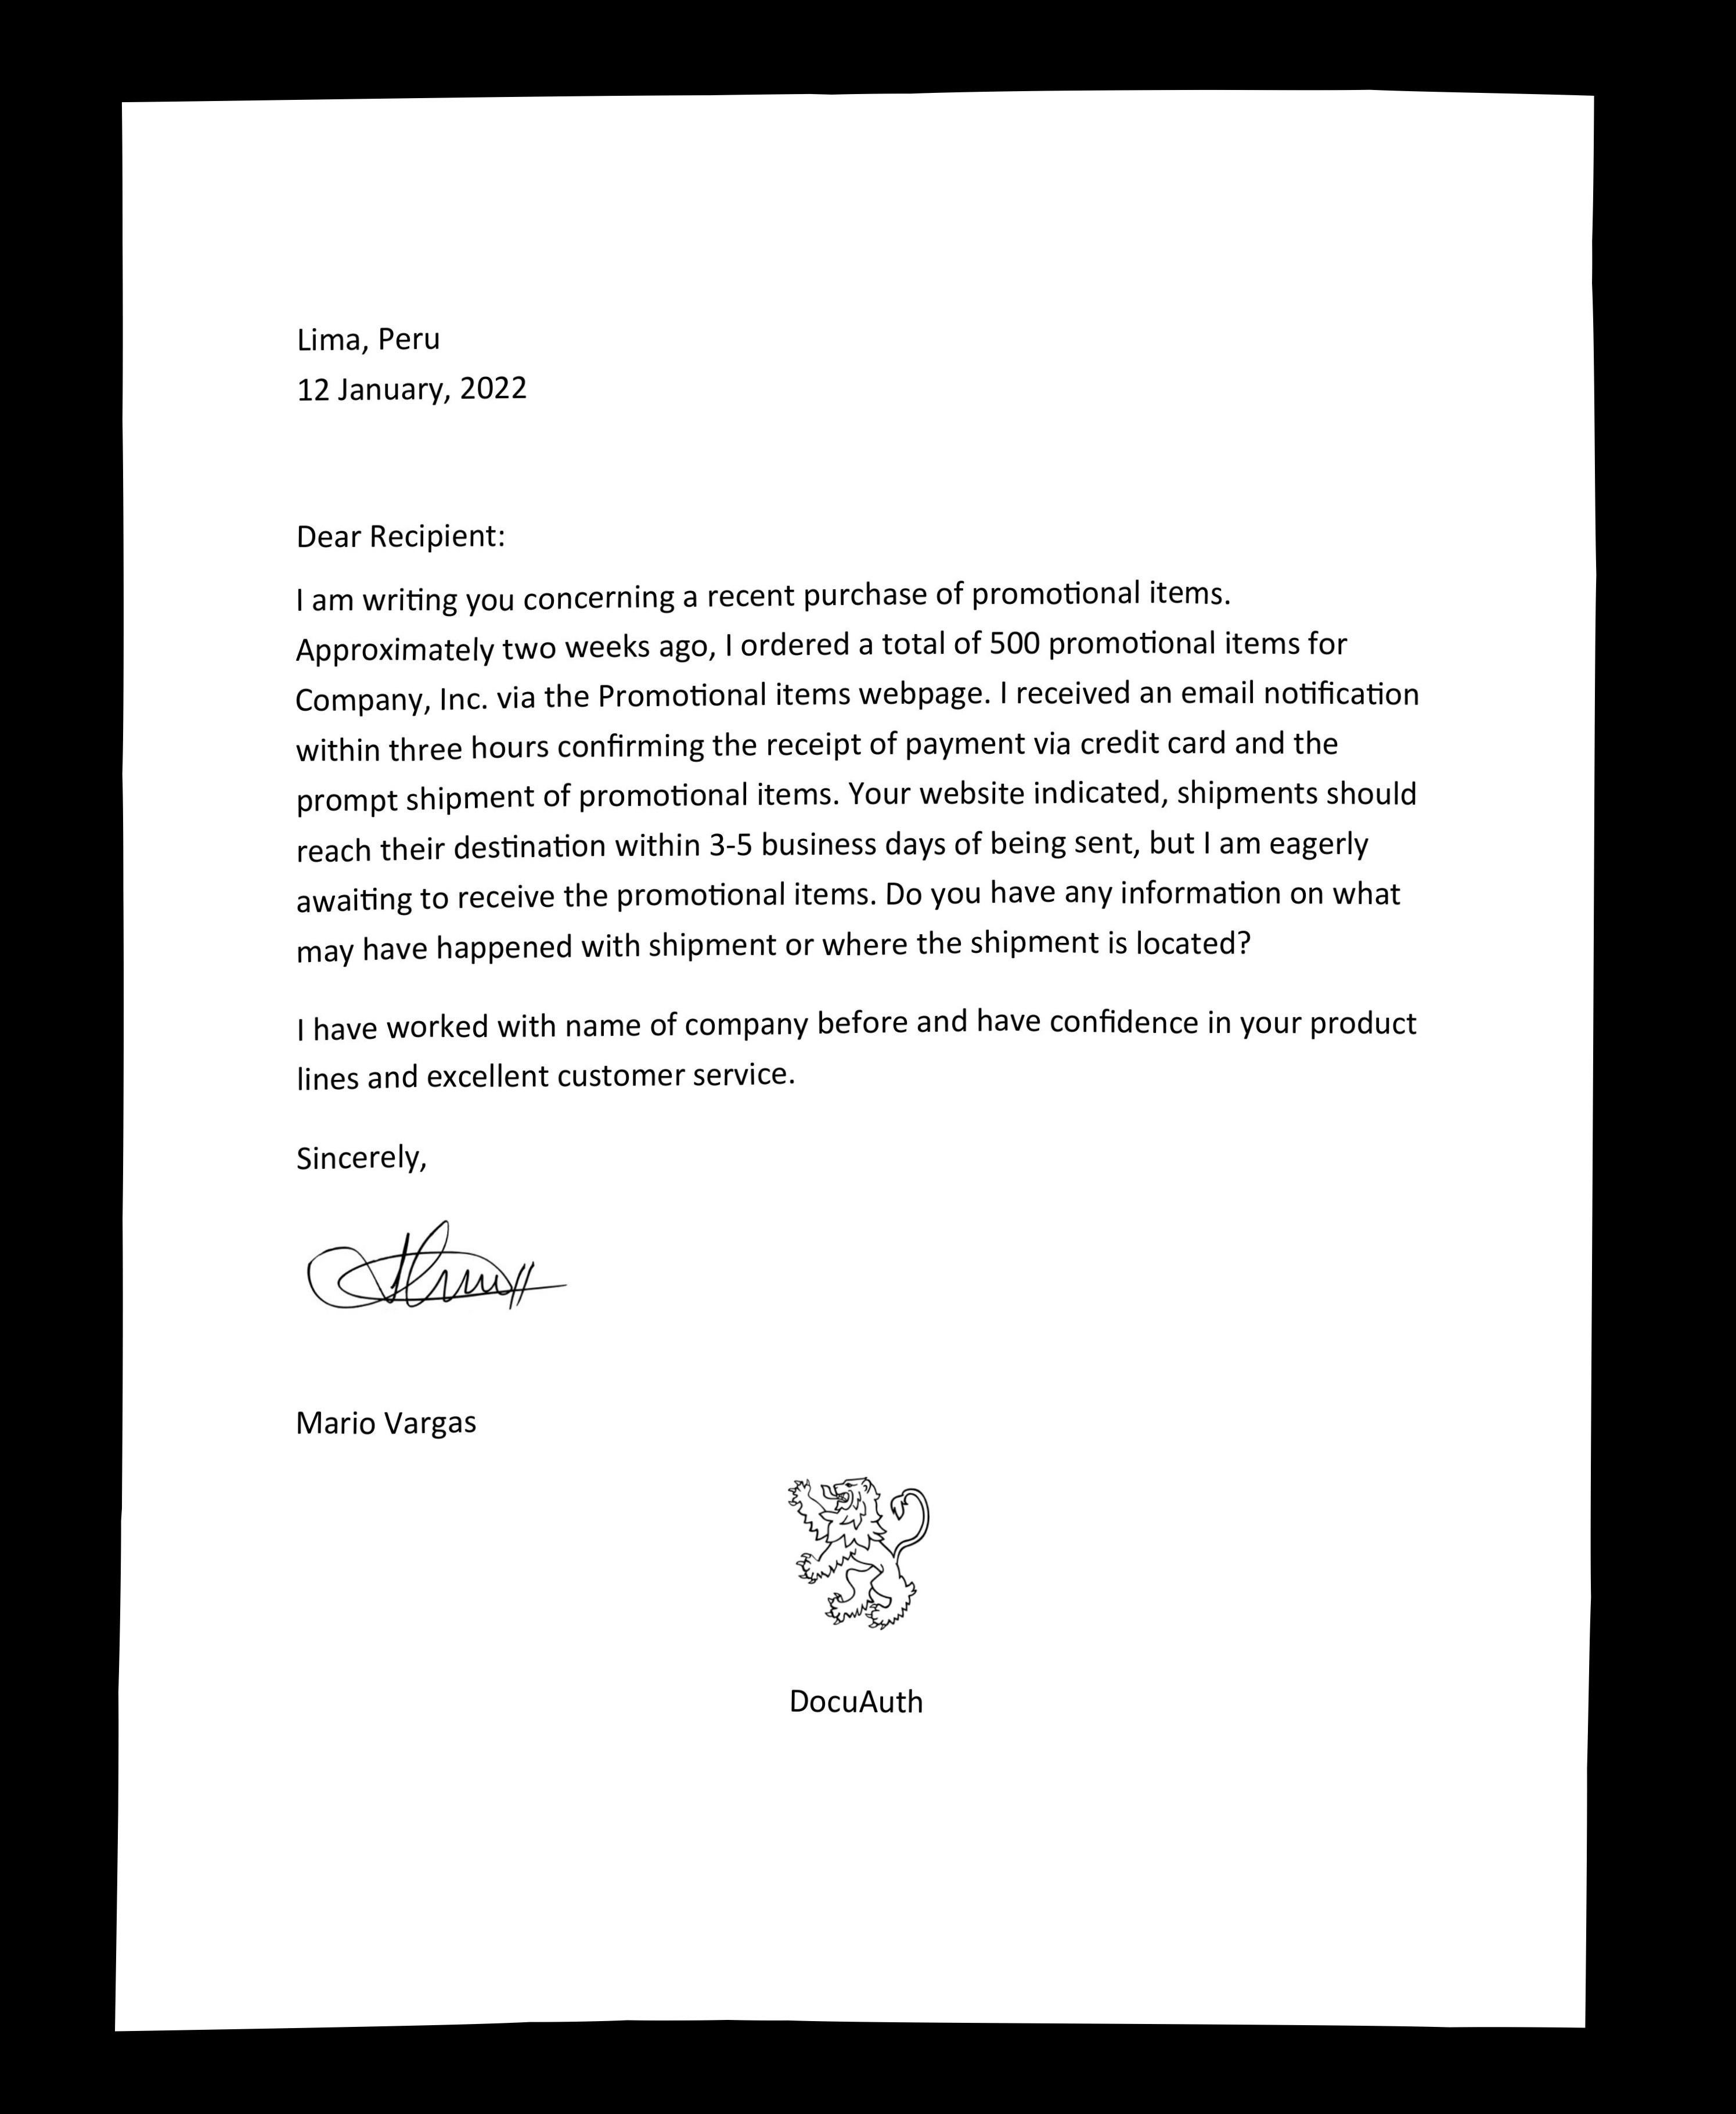 Lima, Peru
12 January, 2022
Dear Recipient:
I am writing you concerning a recent purchase of promotional items.
Approximately two weeks ago, I ordered a total of 500 promotional items for
Company, Inc. via the Promotional items webpage. I received an email notification
within three hours confirming the receipt of payment via credit card and the
prompt shipment of promotional items. Your website indicated, shipments should
reach their destination within 3-5 business days of being sent, but I am eagerly
awaiting to receive the promotional items. Do you have any information on what
may have happened with shipment or where the shipment is located?
I have worked with name of company before and have confidence in your product
lines and excellent customer service.
Sincerely,
Mario Vargas
DocuAuth